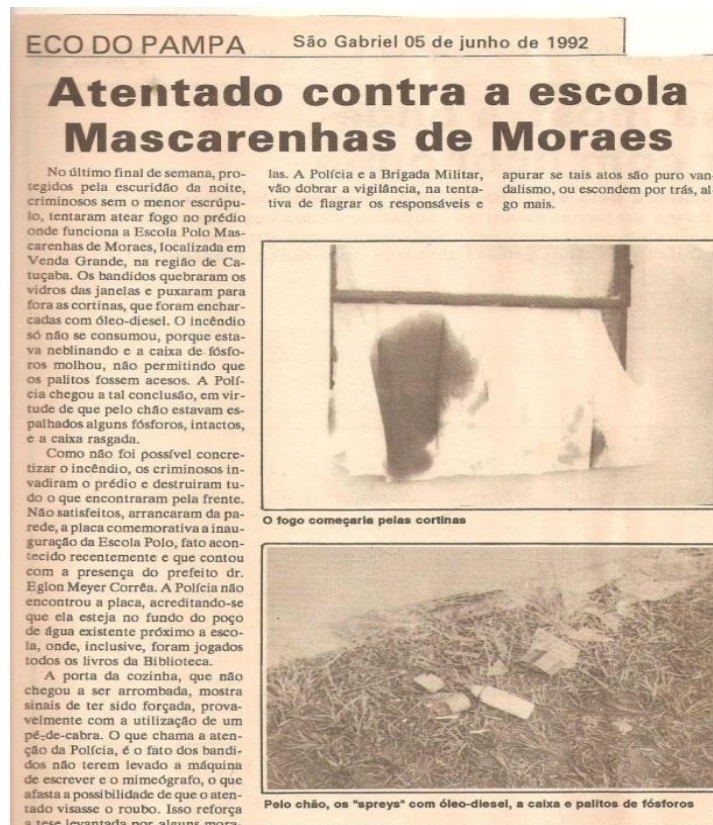 ECO DO PAMPA
São Gabriel 05 de junho de 1992
Atentado contra a escola
Mascarenhas de Moraes
No último final de semana, pro-
tegidos pela escuridão da noite,
criminosos sem o menor escrúpu-
lo, tentaram atear fogo no prédio
onde funciona a Escola Polo Mas-
carenhas de Moraes, localizada em
Venda Grande, na região de Ca-
tuçaba. Os bandidos quebraram os
vidros das janelas e puxaram para
fora as cortinas, que foram enchar-
cadas com óleo-diesel. O incêndio
só não se consumou, porque esta-
va neblinando e a caixa de fósfo-
ros molhou, não permitindo que
os palitos fossem acesos. A Polí-
cia chegou a tal conclusão, em vir-
tude de que pelo chão estavam es-
palhados alguns fósforos, intactos,
e a caixa rasgada.
Como não foi possível concre-
tizar o incêndio, os criminosos in-
vadiram o prédio e destruiram tu-
do o que encontraram pela frente.
Não satisfeitos, arrancaram da pa-
rede, a placa comemorativa a inau-
guração da Escola Polo, fato acon-
tecido recentemente e que contou
com a presença do prefeito dr.
Eglon Meyer Corrêa. A Polícia não
encontrou a placa, acreditando-se
que ela esteja no fundo do poço
de água existente próximo a esco-
la, onde, inclusive, foram jogados
todos os livros da Biblioteca.
A porta da cozinha, que não
chegou a ser arrombada, mostra
sinais de ter sido forçada, prova-
velmente com a utilização de um
pé-de-cabra. O que chama a aten-
ção da Polícia, é o fato dos bandi-
dos não terem levado a máquina
de escrever e o mimeógrafo, o que
afasta a possibilidade de que o aten-
tado visasse o roubo. Isso reforça
a tese levantada por alguns mora-
las. A Polícia e a Brigada Militar,
vão dobrar a vigilância, na tenta-
tiva de flagrar os responsáveis e
apurar se tais atos são puro van-
dalismo, ou escondem por trás, al-
go mais.
O fogo começaria pelas cortinas
Pelo chão, os "spreys" com óleo-diesel, a caixa e palitos de fósforos